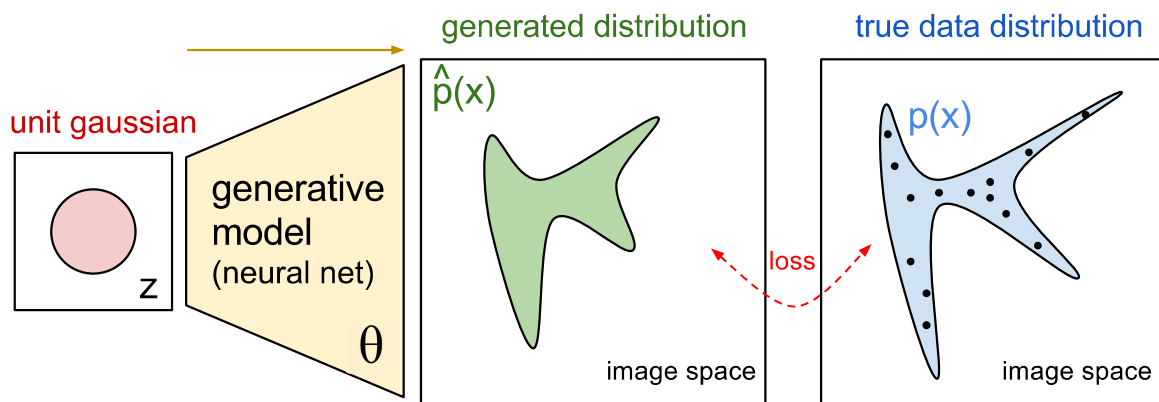 unit gaussian
z
generative
model
(neural net)
θ
generated distribution
p̂(x)
image space
loss
true data distribution
p(x)
image space